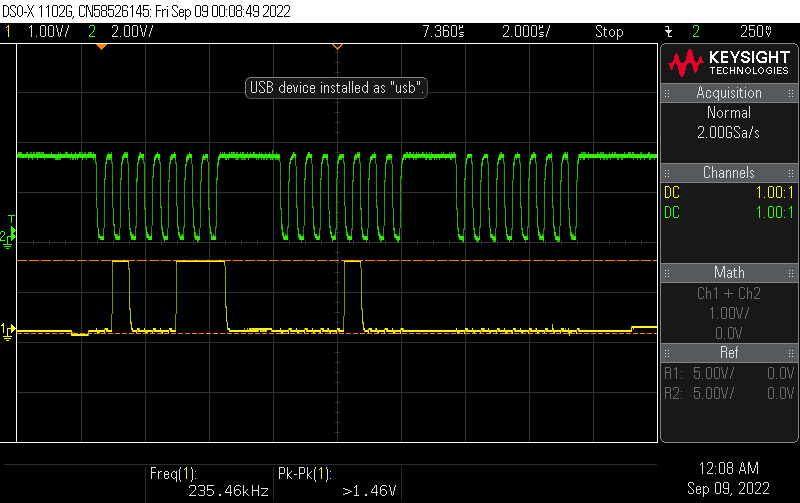 DSO-X 1102G, CN58526145: Fri Sep 09 00:08:49 2022
1 1.00V/ 2 2.00V/ 7.360s 2.000s/ Stop 2 250V
KEYSIGHT
TECHNOLOGIES
USB device installed as "usb".
Acquisition
Normal
2.00GSa/s
Channels
DC 1.00:1
DC 1.00:1
T
2
1
Math
Ch1 + Ch2
1.00V/
0.0V
Ref
R1: 5.00V/ 0.0V
R2: 5.00V/ 0.0V
Freq(1): Pk-Pk(1):
235.46kHz >1.46V
12:08 AM
Sep 09, 2022